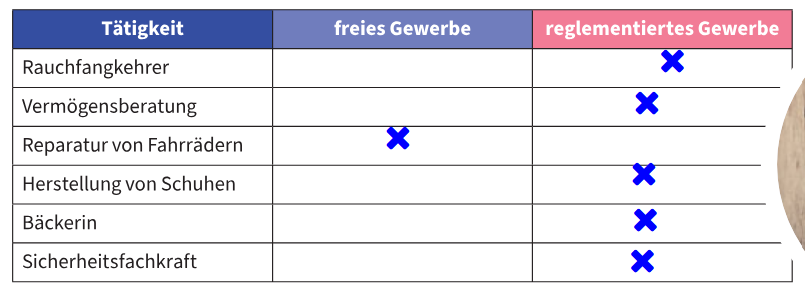 Tätigkeit freies Gewerbe reglementiertes Gewerbe
Rauchfangkehrer
Vermögensberatung
Reparatur von Fahrrädern
Herstellung von Schuhen
Bäckerin
Sicherheitsfachkraft